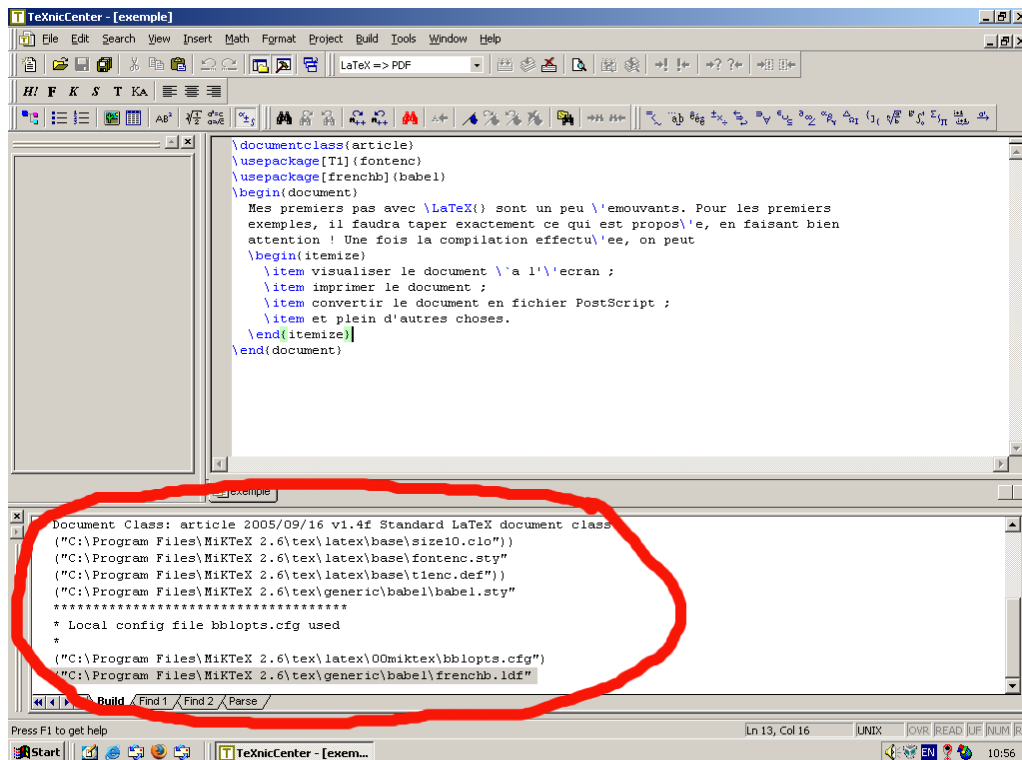 TeXnicCenter - [exemple]
File Edit Search View Insert Math Format Project Build Tools Window Help
LaTeX => PDF
H! F K S T KA
\documentclass{article}
\usepackage[T1]{fontenc}
\usepackage[frenchb]{babel}
\begin{document}
Mes premiers pas avec \LaTeX{} sont un peu \'emouvants. Pour les premiers
exemples, il faudra taper exactement ce qui est propos\'e, en faisant bien
attention ! Une fois la compilation effectu\'ee, on peut
\begin{itemize}
\item visualiser le document \`a l'\'ecran ;
\item imprimer le document ;
\item convertir le document en fichier PostScript ;
\item et plein d'autres choses.
\end{itemize}
\end{document}
exemple
Document Class: article 2005/09/16 v1.4f Standard LaTeX document class
("C:\Program Files\MiKTeX 2.6\tex\latex\base\size10.clo"))
("C:\Program Files\MiKTeX 2.6\tex\latex\base\fontenc.sty"
("C:\Program Files\MiKTeX 2.6\tex\latex\base\t1enc.def"))
("C:\Program Files\MiKTeX 2.6\tex\generic\babel\babel.sty"
*************************************
* Local config file bblopts.cfg used
*
("C:\Program Files\MiKTeX 2.6\tex\latex\00miktex\bblopts.cfg")
("C:\Program Files\MiKTeX 2.6\tex\generic\babel\frenchb.ldf"
Build Find 1 Find 2 Parse
Press F1 to get help Ln 13, Col 16 UNIX OVR READ UF NUM
Start TeXnicCenter - [exem... EN 10:56